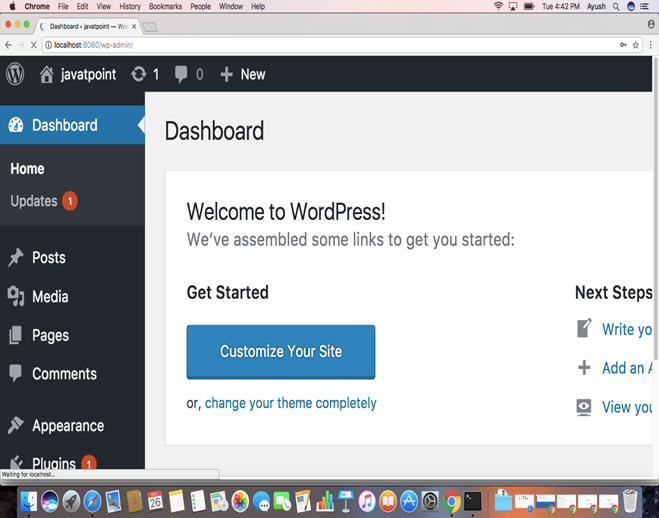 Chrome File Edit View History Bookmarks People Window Help Tue 4:42 PM Ayush
Dashboard ‹ javatpoint — Wo
Ayush
localhost:8080/wp-admin/
javatpoint 1 0 New
Dashboard
Home
Updates 1
Posts
Media
Pages
Comments
Appearance
Plugins 1
Dashboard
Welcome to WordPress!
We've assembled some links to get you started:
Get Started
Customize Your Site
or, change your theme completely
Next Steps
Write yo
Add an A
View you
Waiting for localhost...
26